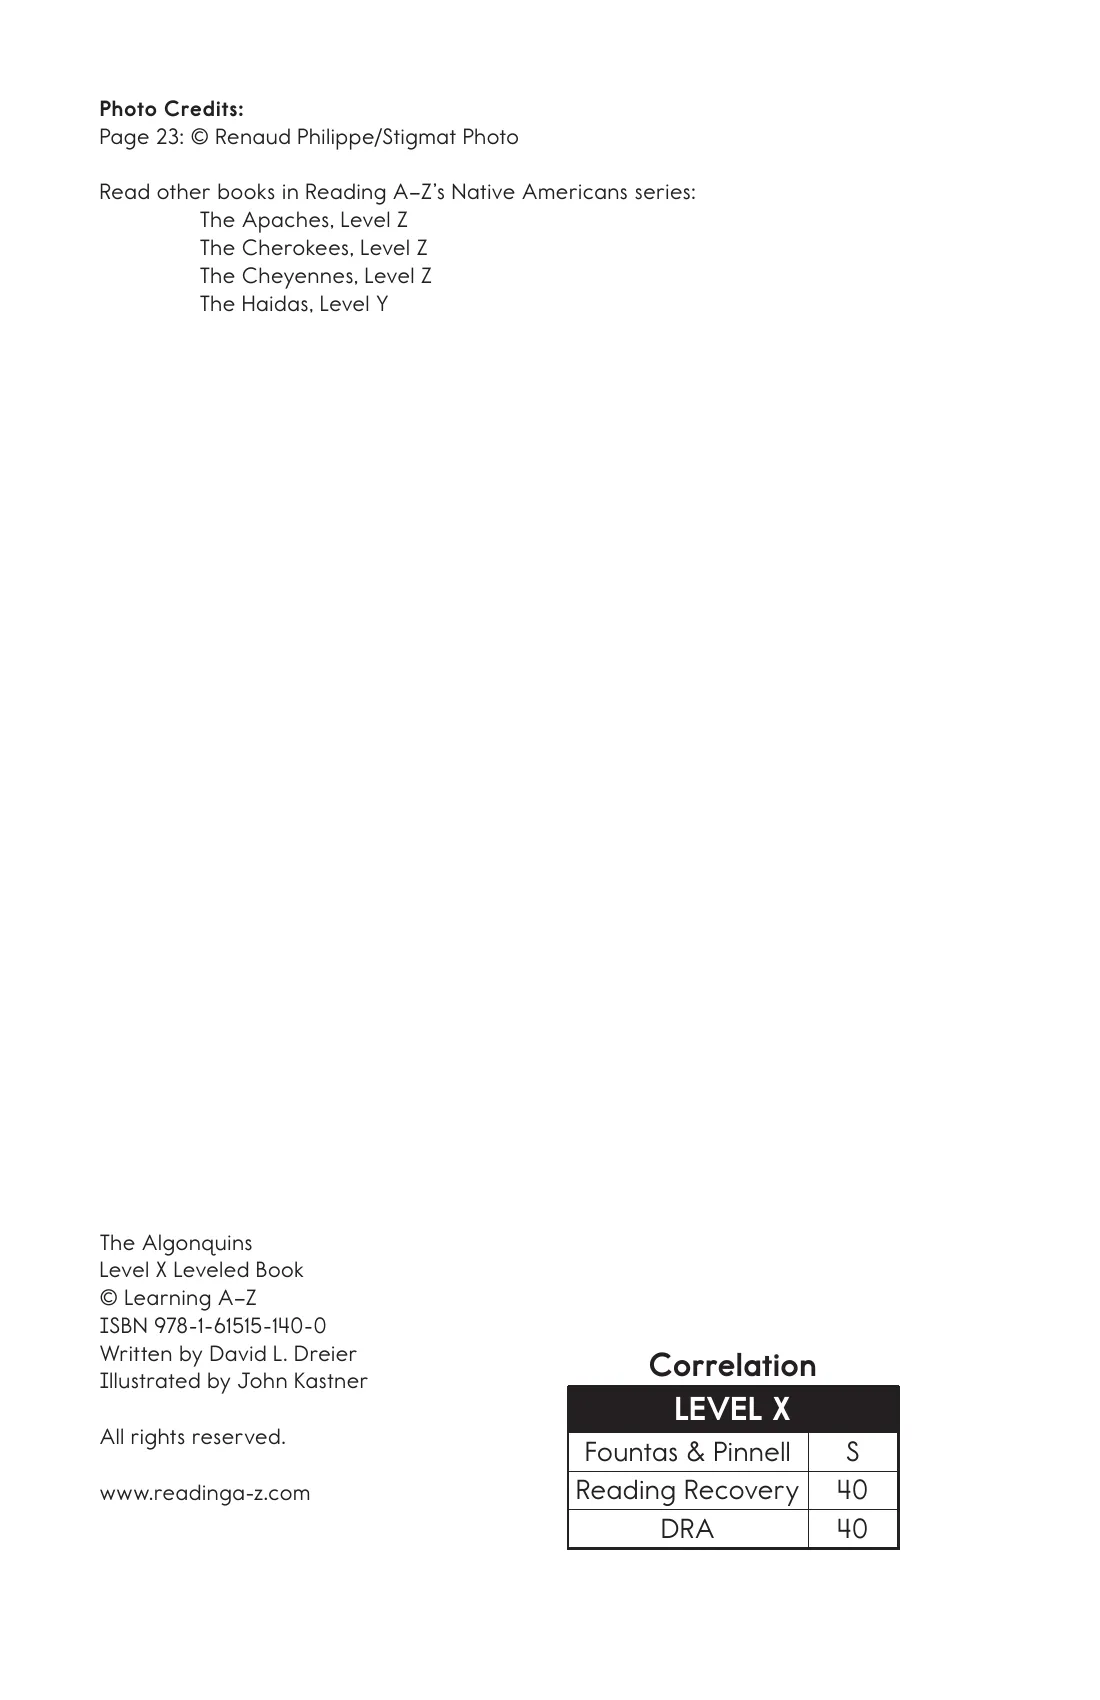 Photo Credits:
Page 23: © Renaud Philippe/Stigmat Photo
Read other books in Reading A–Z’s Native Americans series:
The Apaches, Level Z
The Cherokees, Level Z
The Cheyennes, Level Z
The Haidas, Level Y
The Algonquins
Level X Leveled Book
© Learning A–Z
ISBN 978-1-61515-140-0
Written by David L. Dreier
Illustrated by John Kastner
All rights reserved.
www.readinga-z.com
Correlation
LEVEL X
Fountas & Pinnell S
Reading Recovery 40
DRA 40